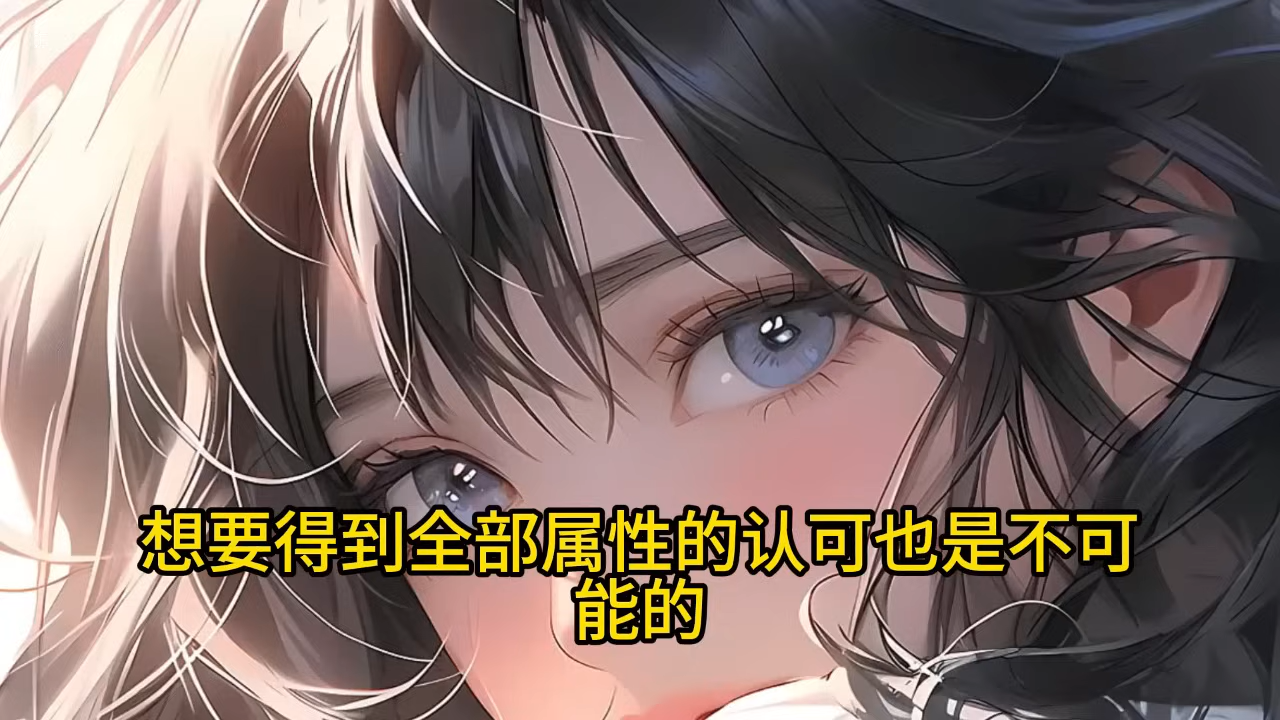 想要得到全部属性的认可也是不可
能的